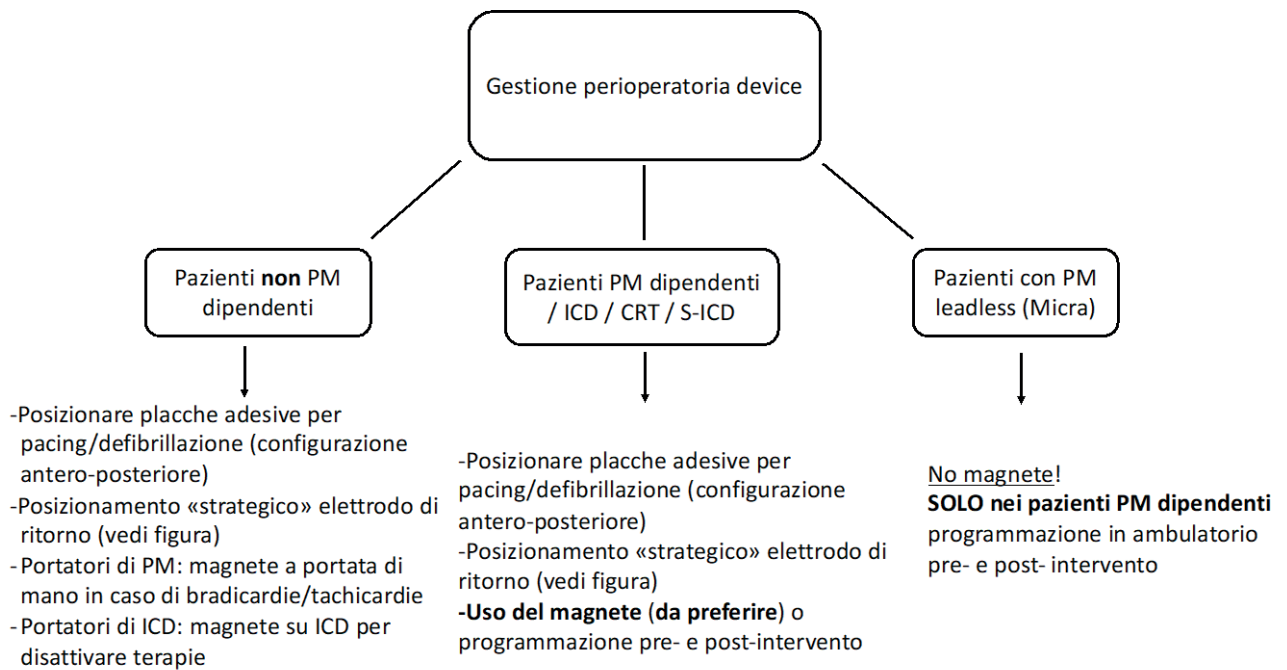 Gestione perioperatoria device
Pazienti non PM
dipendenti
-Posizionare placche adesive per
pacing/defibrillazione (configurazione
antero-posteriore)
-Posizionamento «strategico» elettrodo di
ritorno (vedi figura)
-Portatori di PM: magnete a portata di
mano in caso di bradicardie/tachicardie
-Portatori di ICD: magnete su ICD per
disattivare terapie
Pazienti PM dipendenti
/ ICD / CRT / S-ICD
-Posizionare placche adesive per
pacing/defibrillazione (configurazione
antero-posteriore)
-Posizionamento «strategico» elettrodo di
ritorno (vedi figura)
-Uso del magnete (da preferire) o
programmazione pre- e post-intervento
Pazienti con PM
leadless (Micra)
No magnete!
SOLO nei pazienti PM dipendenti
programmazione in ambulatorio
pre- e post- intervento